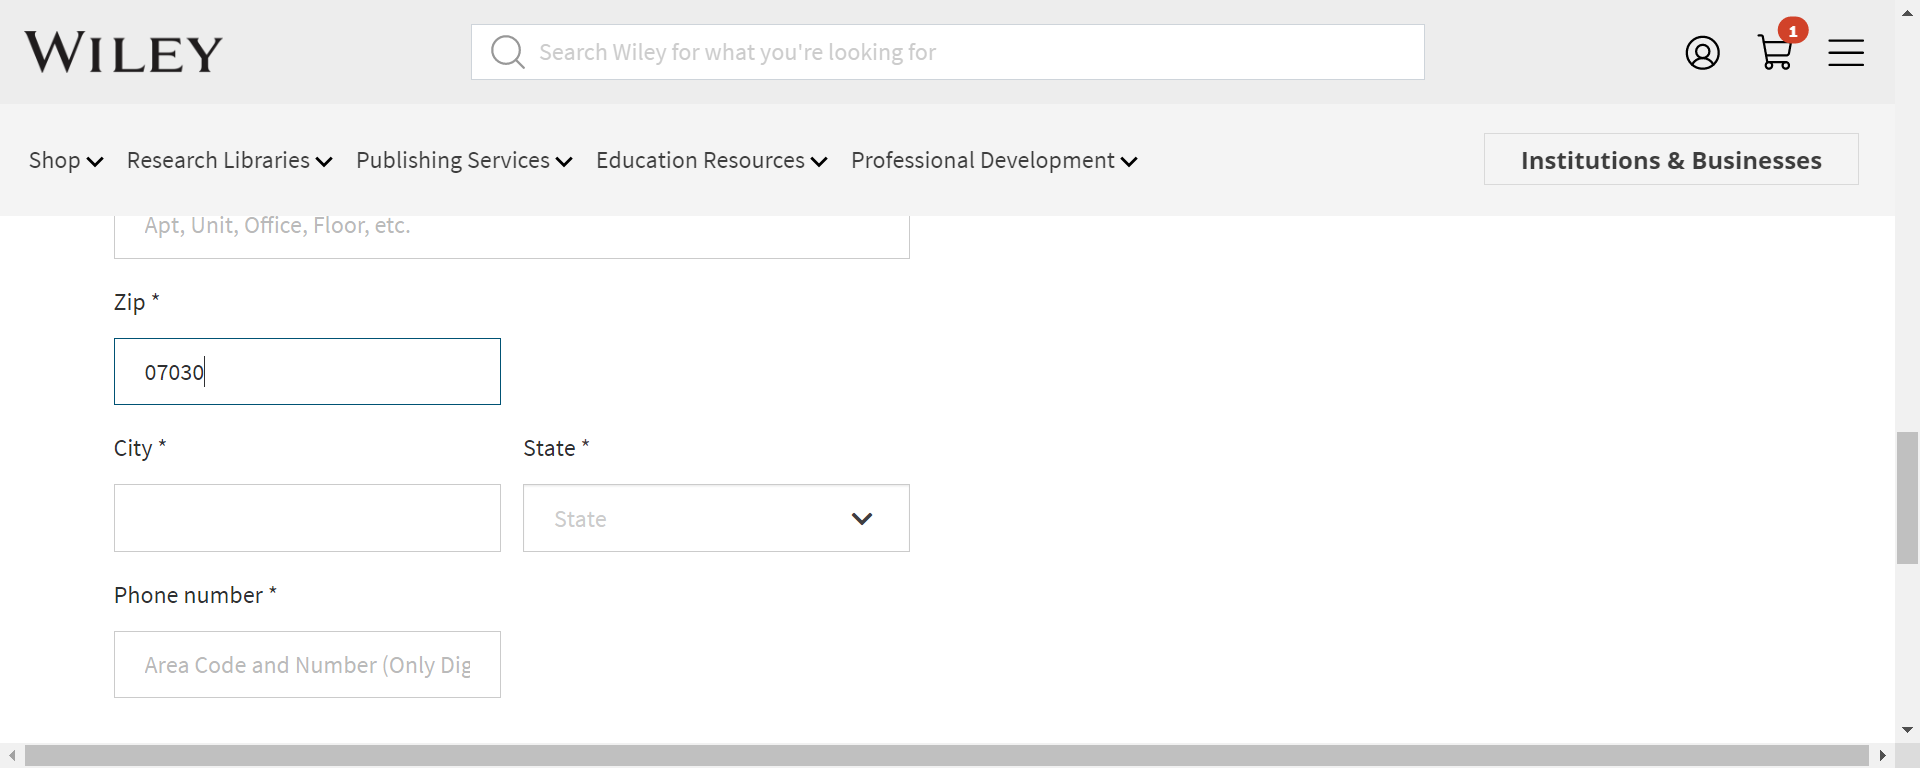 WILEY
Search Wiley for what you're looking for
1
Shop
Research Libraries
Publishing Services
Education Resources
Professional Development
Institutions & Businesses
Apt, Unit, Office, Floor, etc.
Zip *
07030
City *
State *
State
Phone number *
Area Code and Number (Only Dig